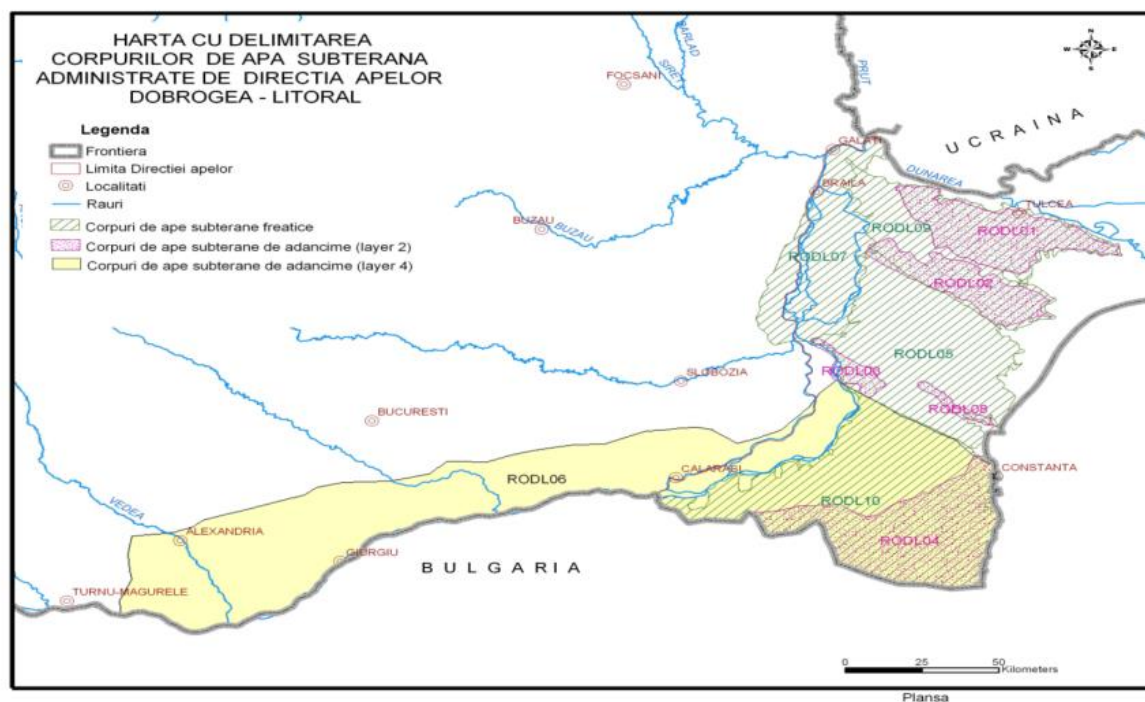 HARTA CU DELIMITAREA
CORPURILOR DE APA SUBTERANA
ADMINISTRATE DE DIRECTIA APELOR
DOBROGEA - LITORAL
Legenda
Frontiera
Limita Directiei apelor
Localitati
Rauri
Corpuri de ape subterane freatice
Corpuri de ape subterane de adancime (layer 2)
Corpuri de ape subterane de adancime (layer 4)
BARLAD
SIRET
FOCSANI
PRUT
N
W E
S
UCRAINA
GALATI
DUNAREA
BRAILA
TULCEA
BUZAU
BUZAU
RODL09
RODL01
RODL07
RODL02
RODL05
SLOBOZIA
RODL03
RODL08
BUCURESTI
CALARASI
CONSTANTA
RODL06
RODL10
VEDEA
ALEXANDRIA
RODL04
GIURGIU
BULGARIA
TURNU-MAGURELE
0 25 50
Kilometers
Plansa